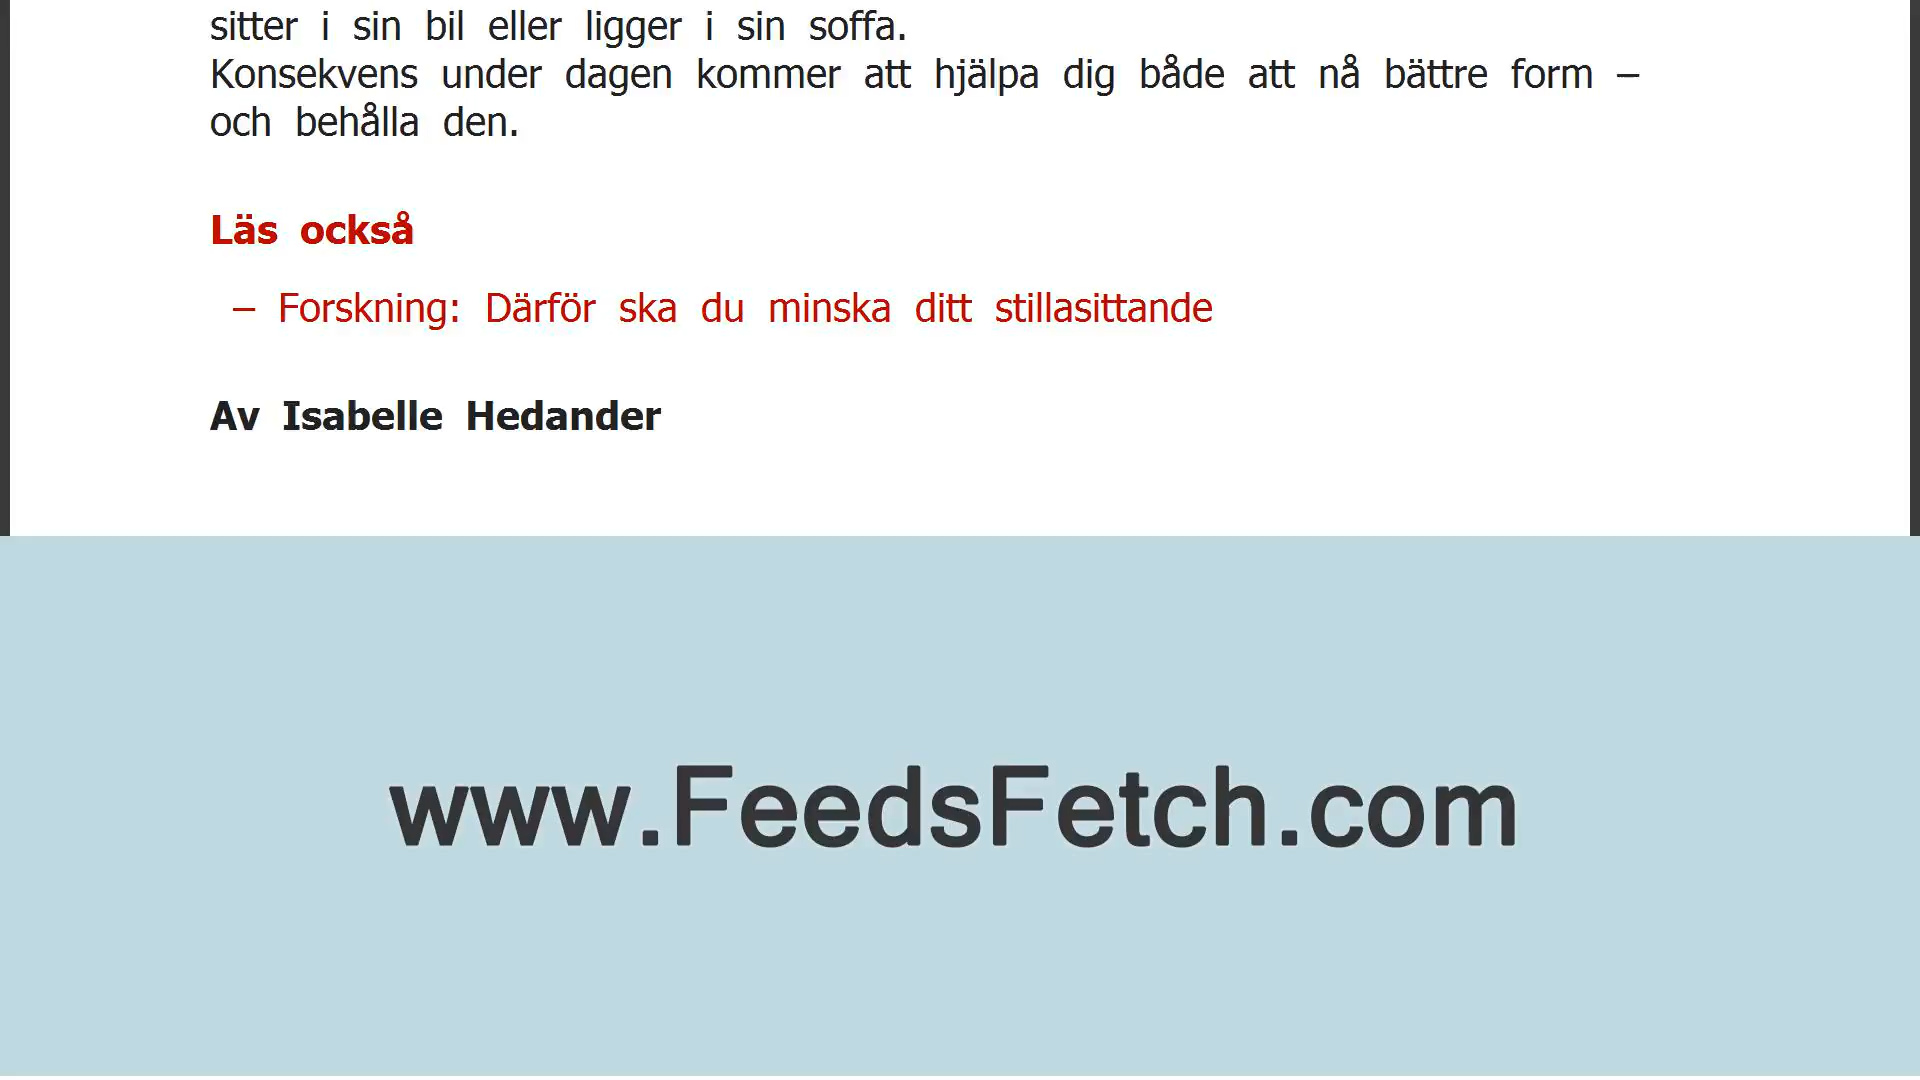 sitter i sin bil eller ligger i sin soffa.
Konsekvens under dagen kommer att hjälpa dig både att nå bättre form –
och behålla den.
Läs också
– Forskning: Därför ska du minska ditt stillasittande
Av Isabelle Hedander
www.FeedsFetch.com